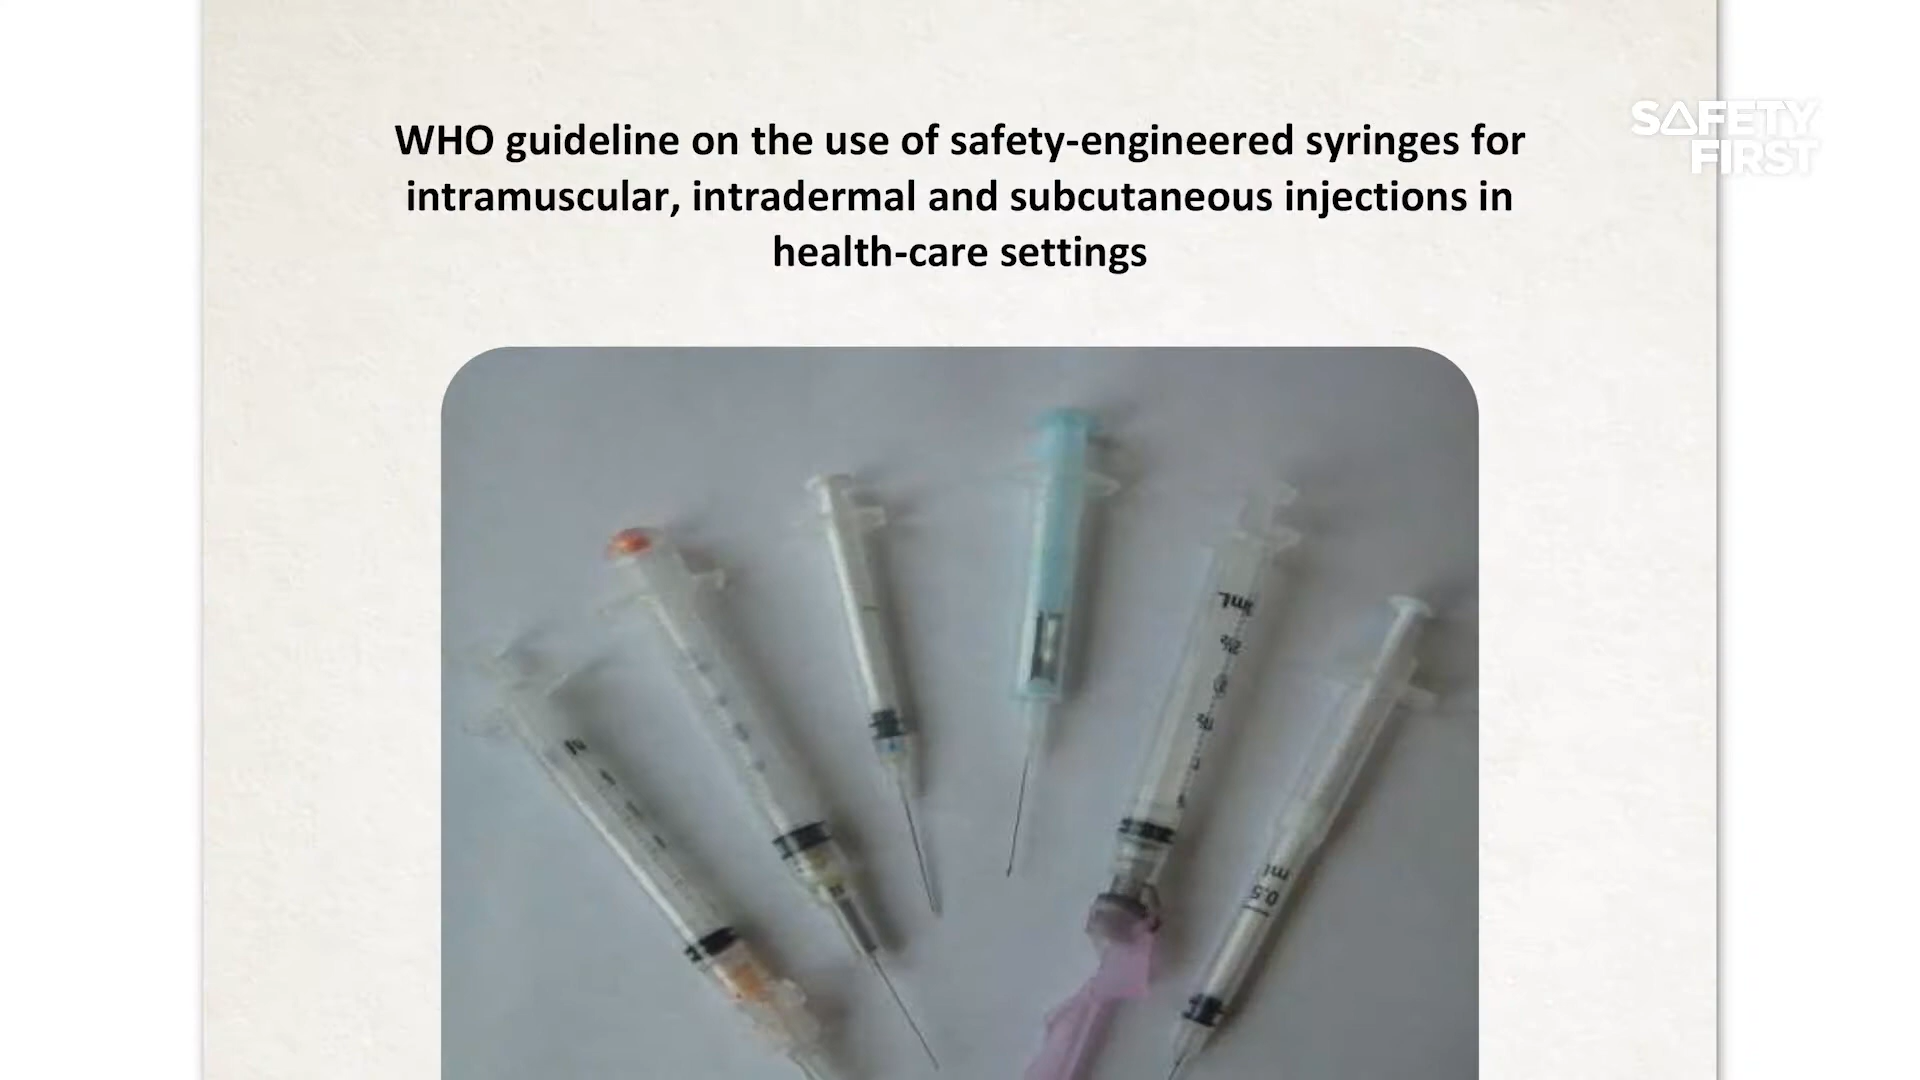 WHO guideline on the use of safety-engineered syringes for
intramuscular, intradermal and subcutaneous injections in
health-care settings
SAFETY
FIRST
mL
0.5
mL